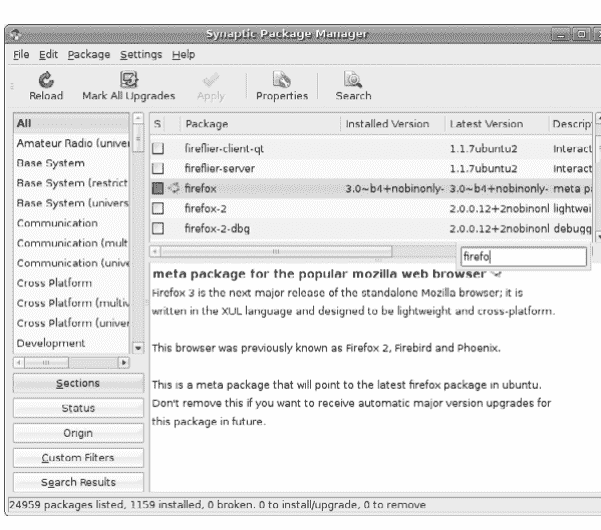 Synaptic Package Manager
File Edit Package Settings Help
Reload Mark All Upgrades Apply Properties Search
All
Amateur Radio (univer
Base System
Base System (restrict
Base System (univers
Communication
Communication (mult
Communication (unive
Cross Platform
Cross Platform (multiv
Cross Platform (univer
Development
Sections
Status
Origin
Custom Filters
Search Results
S Package Installed Version Latest Version Descrip
fireflier-client-qt 1.1.7ubuntu2 Interact
fireflier-server 1.1.7ubuntu2 Interact
firefox 3.0~b4+nobinonly- 3.0~b4+nobinonly- meta p
firefox-2 2.0.0.12+2nobinonl lightwei
firefox-2-dbg 2.0.0.12+2nobinonl debugg
firefo
meta package for the popular mozilla web browser
Firefox 3 is the next major release of the standalone Mozilla browser; it is
written in the XUL language and designed to be lightweight and cross-platform.
This browser was previously known as Firefox 2, Firebird and Phoenix.
This is a meta package that will point to the latest firefox package in ubuntu.
Don't remove this if you want to receive automatic major version upgrades for
this package in future.
24959 packages listed, 1159 installed, 0 broken. 0 to install/upgrade, 0 to remove